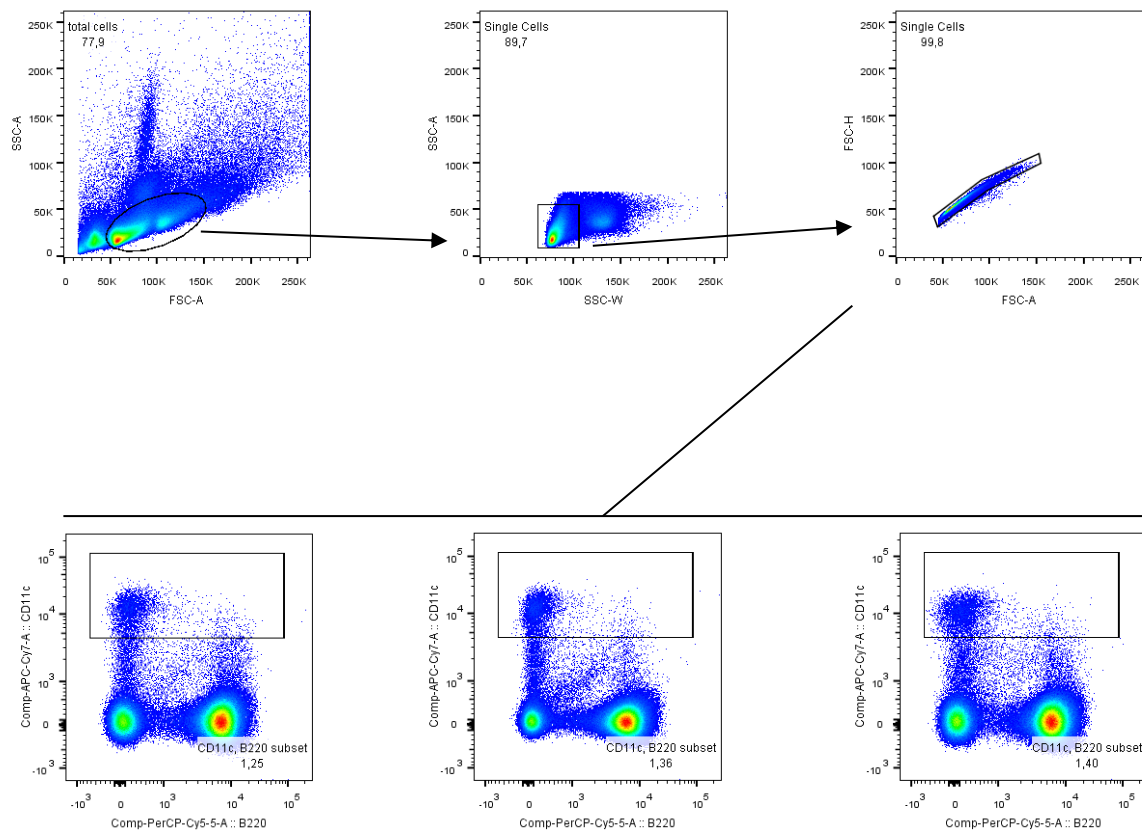 total cells
77,9
250K
200K
150K
100K
50K
0
SSC-A
0
50K
100K
150K
200K
250K
FSC-A
Single Cells
89,7
250K
200K
150K
100K
50K
0
SSC-A
0
50K
100K
150K
200K
250K
SSC-W
Single Cells
99,8
250K
200K
150K
100K
50K
0
FSC-H
0
50K
100K
150K
200K
250K
FSC-A
10^5
10^4
10^3
0
-10^3
Comp-APC-Cy7-A :: CD11c
CD11c, B220 subset
1,25
-10^3
0
10^3
10^4
10^5
Comp-PerCP-Cy5-5-A :: B220
10^5
10^4
10^3
0
-10^3
Comp-APC-Cy7-A :: CD11c
CD11c, B220 subset
1,36
-10^3
0
10^3
10^4
10^5
Comp-PerCP-Cy5-5-A :: B220
10^5
10^4
10^3
0
-10^3
Comp-APC-Cy7-A :: CD11c
CD11c, B220 subset
1,40
-10^3
0
10^3
10^4
10^5
Comp-PerCP-Cy5-5-A :: B220